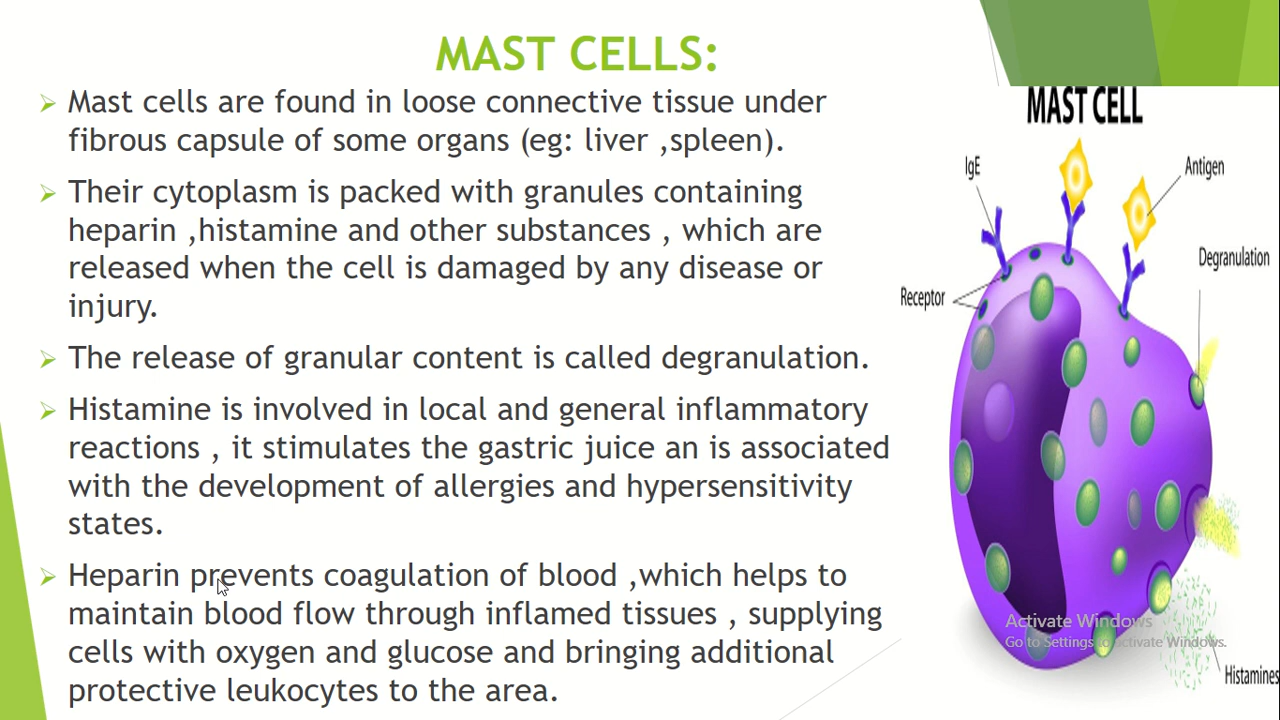 MAST CELLS:
Mast cells are found in loose connective tissue under
fibrous capsule of some organs (eg: liver ,spleen).
Their cytoplasm is packed with granules containing
heparin ,histamine and other substances , which are
released when the cell is damaged by any disease or
injury.
The release of granular content is called degranulation.
Histamine is involved in local and general inflammatory
reactions , it stimulates the gastric juice an is associated
with the development of allergies and hypersensitivity
states.
Heparin prevents coagulation of blood ,which helps to
maintain blood flow through inflamed tissues , supplying
cells with oxygen and glucose and bringing additional
protective leukocytes to the area.
MAST CELL
IgE
Antigen
Degranulation
Receptor
Activate Windows
Go to Settings to activate Windows.
Histamines